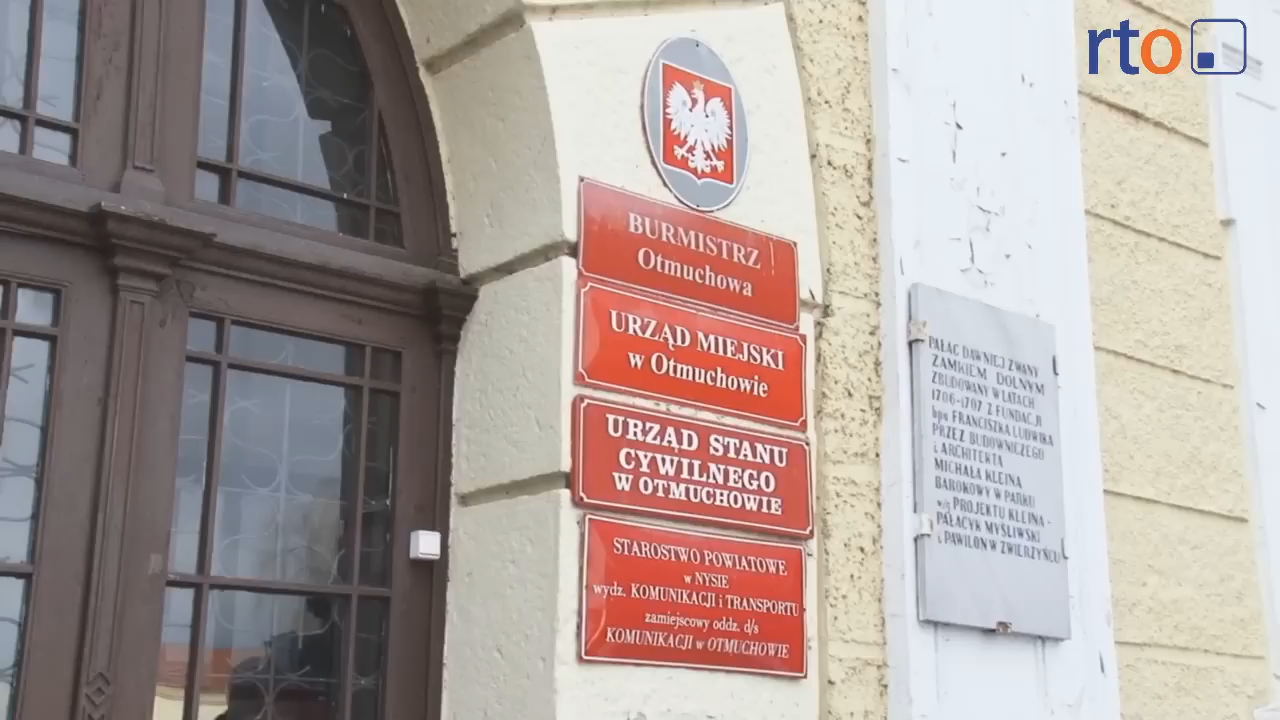 rto
BURMISTRZ
Otmuchowa
URZĄD MIEJSKI
w Otmuchowie
URZĄD STANU
CYWILNEGO
W OTMUCHOWIE
STAROSTWO POWIATOWE
w NYSIE
wydz. KOMUNIKACJI i TRANSPORTU
zamiejscowy oddz. d/s
KOMUNIKACJI w OTMUCHOWIE
PAŁAC DAWNIEJ ZWANY
ZAMKIEM DOLNYM
ZBUDOWANY W LATACH
1706-1707 Z FUNDACJI
bpa FRANCISZKA LUDWIKA
PRZEZ BUDOWNICZEGO
i ARCHITEKTA
MICHAŁA KLEINA
BAROKOWY W PARKU
w/g PROJEKTU KLEINA -
PAŁACYK MYŚLIWSKI
i PAWILON W ZWIERZYŃCU